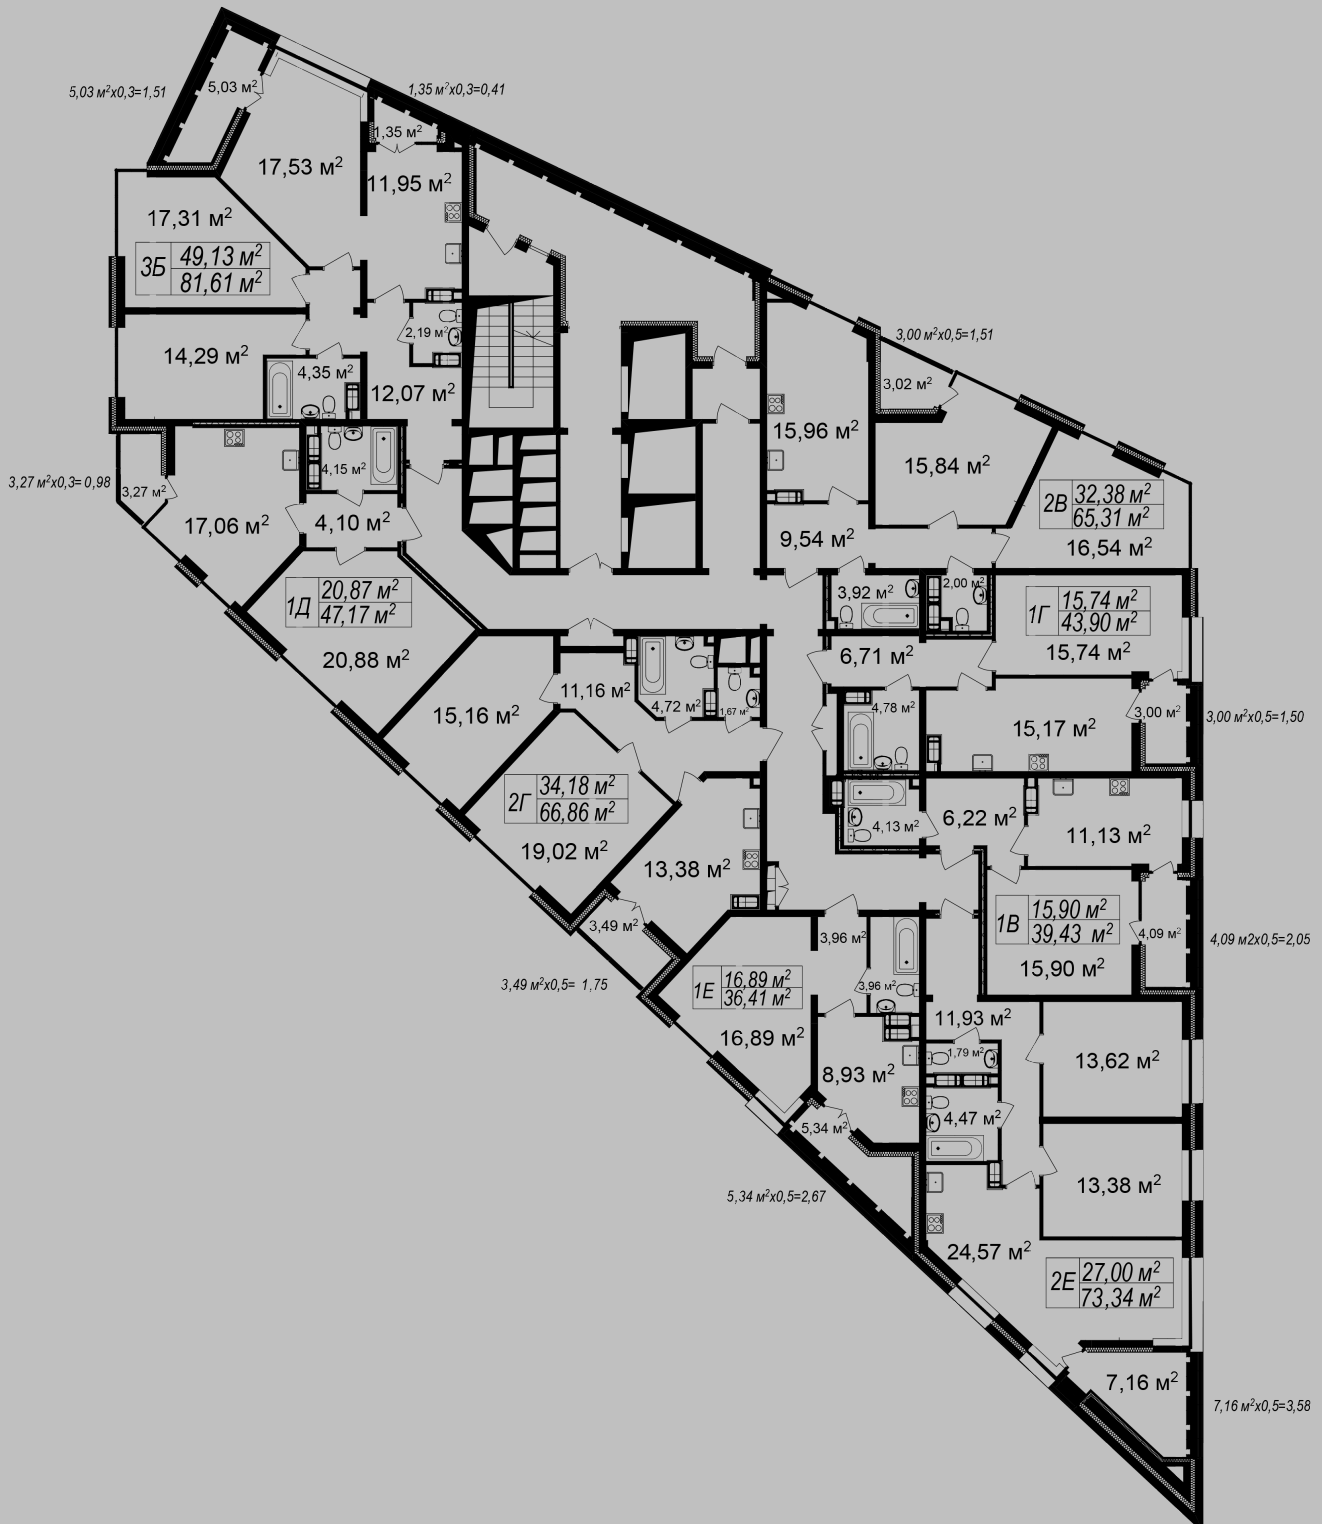 5,03 м²х0,3=1,51
5,03 м²
1,35 м²х0,3=0,41
1,35 м²
17,53 м²
11,95 м²
17,31 м²
3Б
49,13 м²
81,61 м²
2,19 м²
14,29 м²
4,35 м²
12,07 м²
3,00 м²х0,5=1,51
3,02 м²
15,96 м²
15,84 м²
4,15 м²
3,27 м²х0,3= 0,98
3,27 м²
17,06 м²
4,10 м²
2В
32,38 м²
65,31 м²
9,54 м²
16,54 м²
1Д
20,87 м²
47,17 м²
3,92 м²
2,00 м²
1Г
15,74 м²
43,90 м²
20,88 м²
6,71 м²
15,74 м²
11,16 м²
15,16 м²
4,72 м²
1,67 м²
4,78 м²
15,17 м²
3,00 м²
3,00 м²х0,5=1,50
2Г
34,18 м²
66,86 м²
19,02 м²
4,13 м²
6,22 м²
11,13 м²
13,38 м²
3,49 м²
3,96 м²
1В
15,90 м²
39,43 м²
4,09 м²
4,09 м2х0,5=2,05
15,90 м²
3,49 м²х0,5= 1,75
1Е
16,89 м²
36,41 м²
3,96 м²
16,89 м²
11,93 м²
1,79 м²
13,62 м²
8,93 м²
5,34 м²
4,47 м²
5,34 м²х0,5=2,67
13,38 м²
24,57 м²
2Е
27,00 м²
73,34 м²
7,16 м²
7,16 м²х0,5=3,58